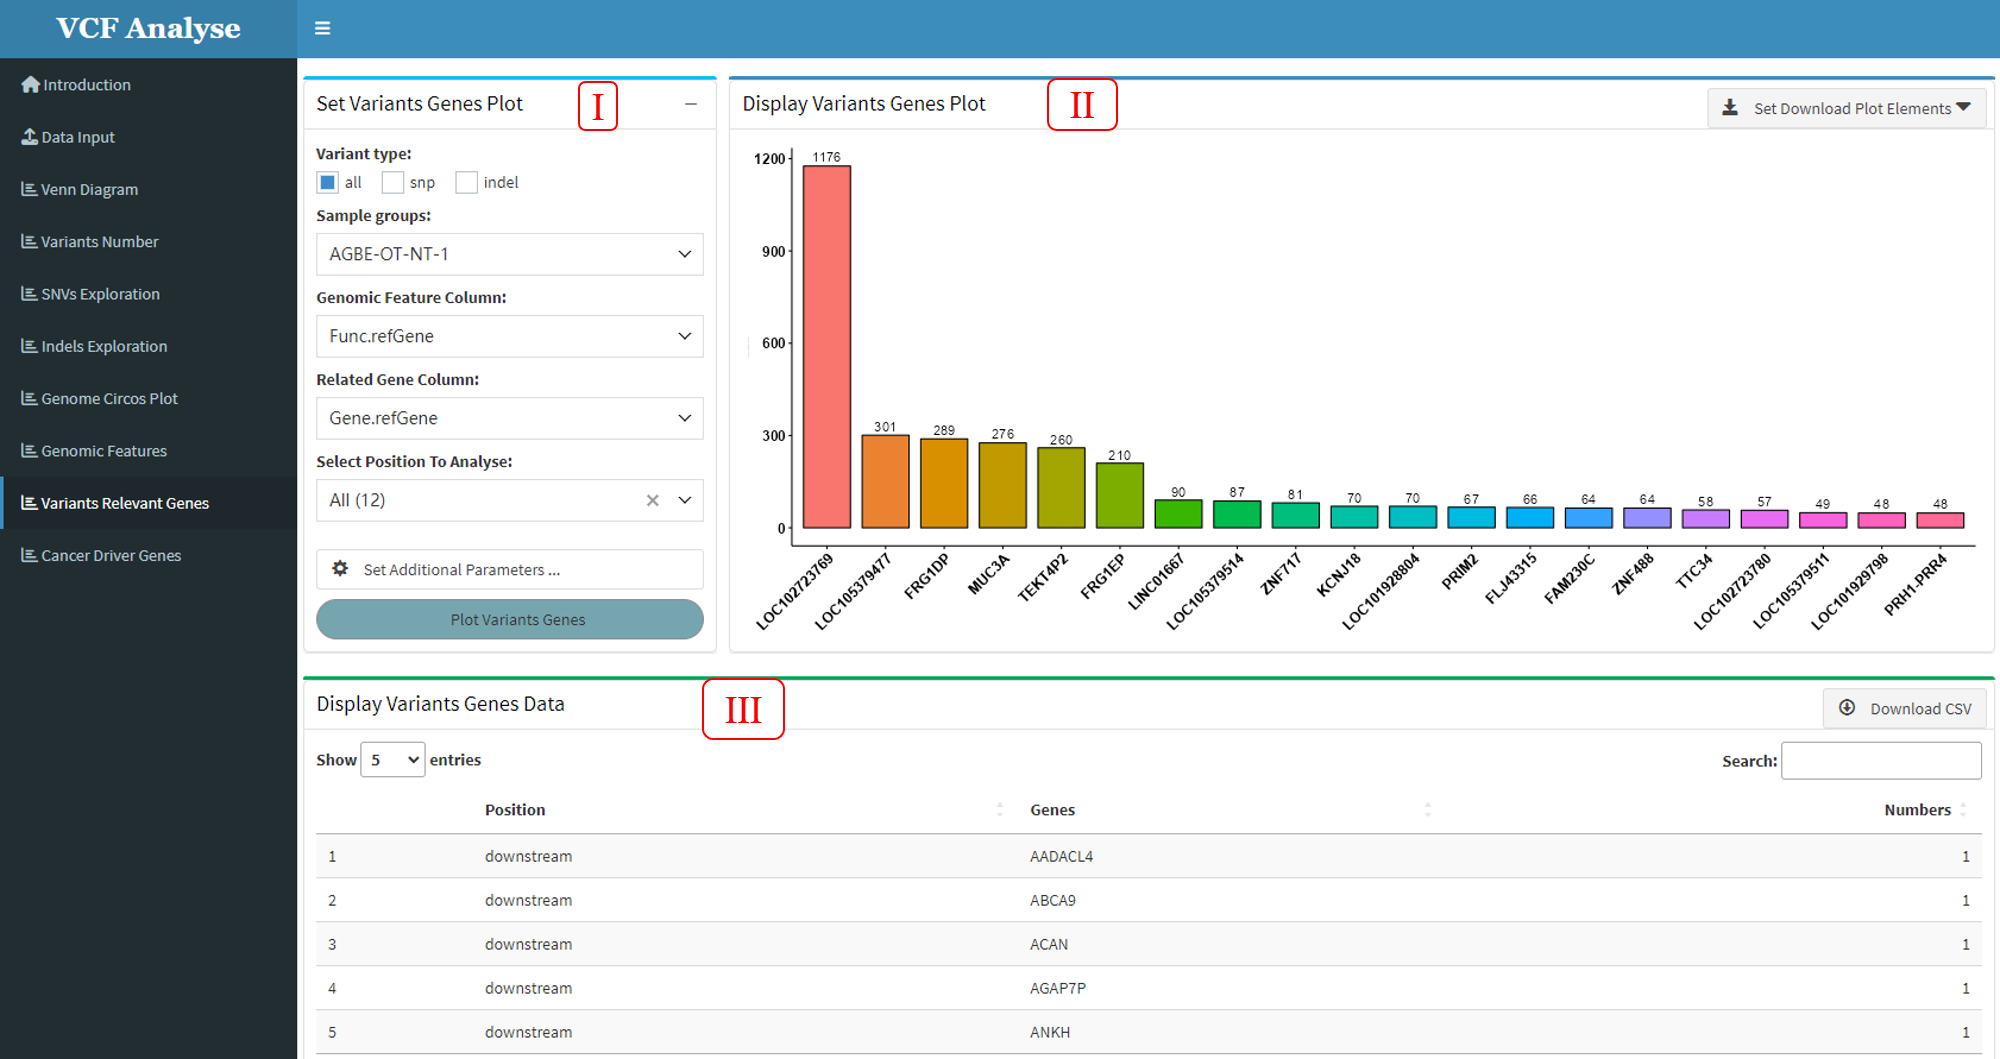 VCF Analyse
Introduction
Data Input
Venn Diagram
Variants Number
SNVs Exploration
Indels Exploration
Genome Circos Plot
Genomic Features
Variants Relevant Genes
Cancer Driver Genes
Set Variants Genes Plot
I
Variant type:
all snp indel
Sample groups:
AGBE-OT-NT-1
Genomic Feature Column:
Func.refGene
Related Gene Column:
Gene.refGene
Select Position To Analyse:
All (12)
Set Additional Parameters ...
Plot Variants Genes
Display Variants Genes Plot
II
Set Download Plot Elements
1200
900
600
300
0
1176 301 289 276 260 210 90 87 81 70 70 67 66 64 64 58 57 49 48 48
LOC102723769 LOC105379477 FRG1DP MUC3A TEKT4P2 FRG1EP LINC01667 LOC105379514 ZNF717 KCNJ18 LOC101928804 PRIM2 FLJ43315 FAM230C ZNF488 TTC34 LOC102723780 LOC105379511 LOC101929798 PRH1-PRR4
Display Variants Genes Data
III
Download CSV
Show 5 entries
Search:
Position Genes Numbers
1 downstream AADACL4 1
2 downstream ABCA9 1
3 downstream ACAN 1
4 downstream AGAP7P 1
5 downstream ANKH 1